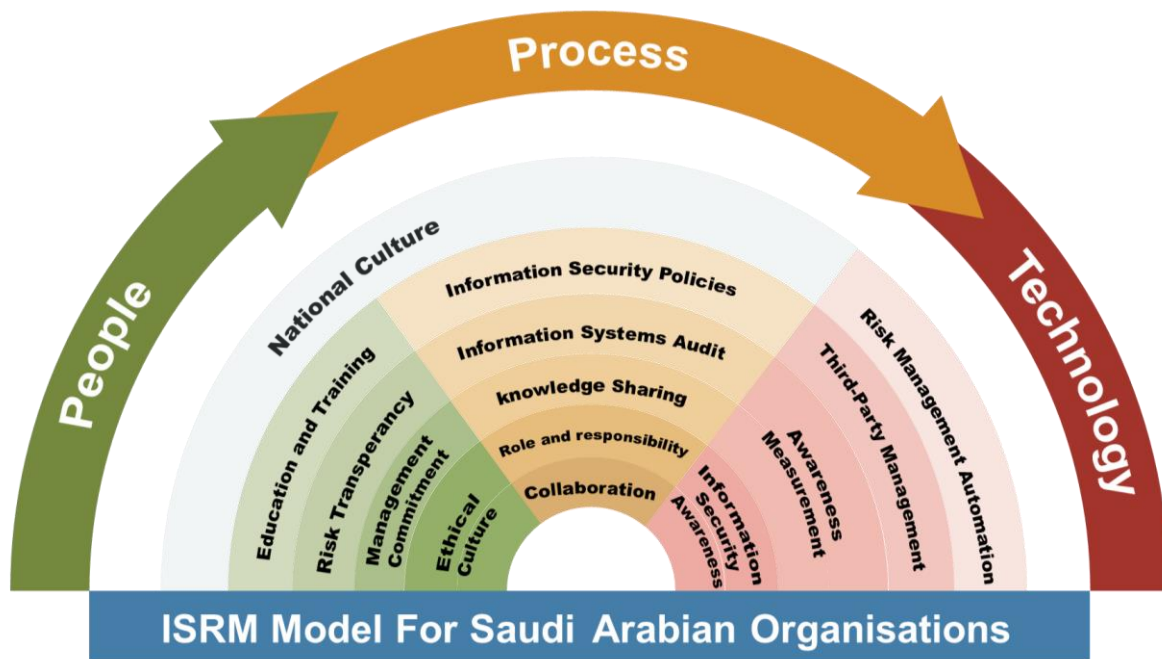 Process
People
Technology
National Culture
Education and Training
Risk Transperancy
Management
Commitment
Ethical
Culture
Information Security Policies
Information Systems Audit
knowledge Sharing
Role and responsibility
Collaboration
Information
Security
Awareness
Awareness
Measurement
Third-Party Management
Risk Management Automation
ISRM Model For Saudi Arabian Organisations